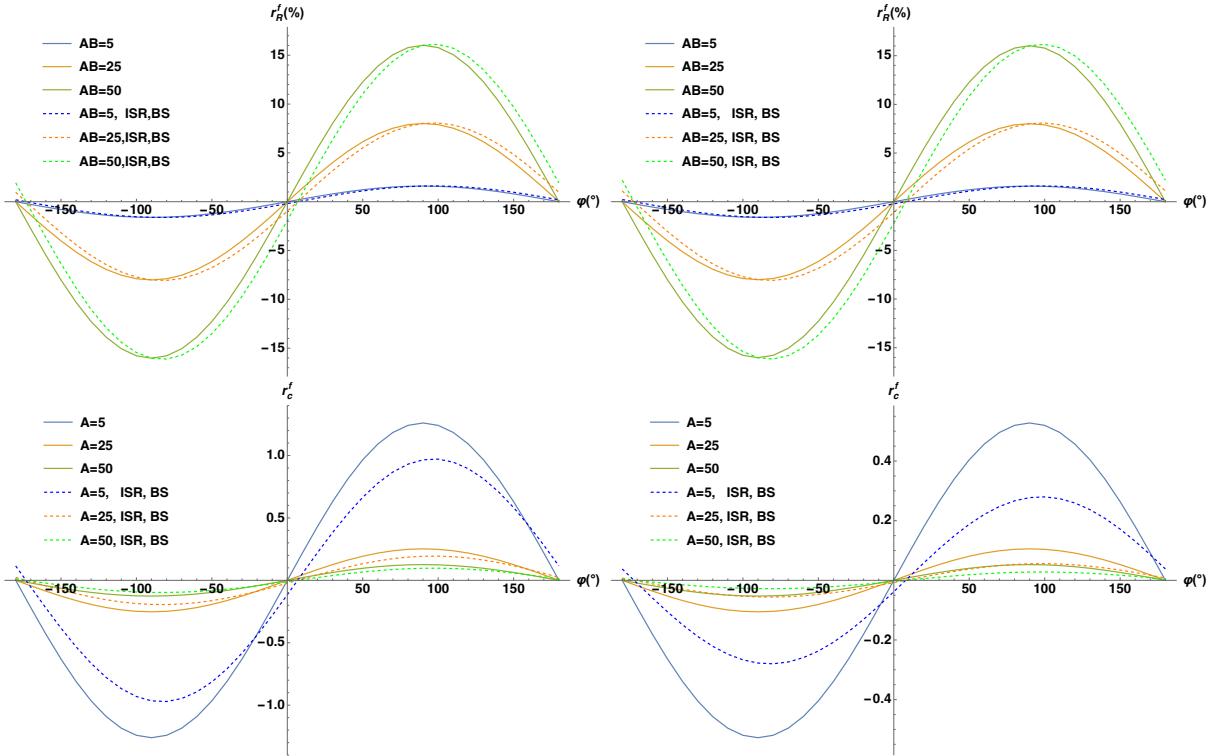 r_R^f(%)
AB=5
AB=25
AB=50
AB=5, ISR,BS
AB=25,ISR,BS
AB=50,ISR,BS
15
10
5
−5
−10
−15
−150 −100 −50 50 100 150 φ(°)
r_R^f(%)
AB=5
AB=25
AB=50
AB=5, ISR, BS
AB=25, ISR, BS
AB=50, ISR, BS
15
10
5
−5
−10
−15
−150 −100 −50 50 100 150 φ(°)
r_c^f
A=5
A=25
A=50
A=5, ISR, BS
A=25, ISR, BS
A=50, ISR, BS
1.0
0.5
−0.5
−1.0
−150 −100 −50 50 100 150 φ(°)
r_c^f
A=5
A=25
A=50
A=5, ISR, BS
A=25, ISR, BS
A=50, ISR, BS
0.4
0.2
−0.2
−0.4
−150 −100 −50 50 100 150 φ(°)